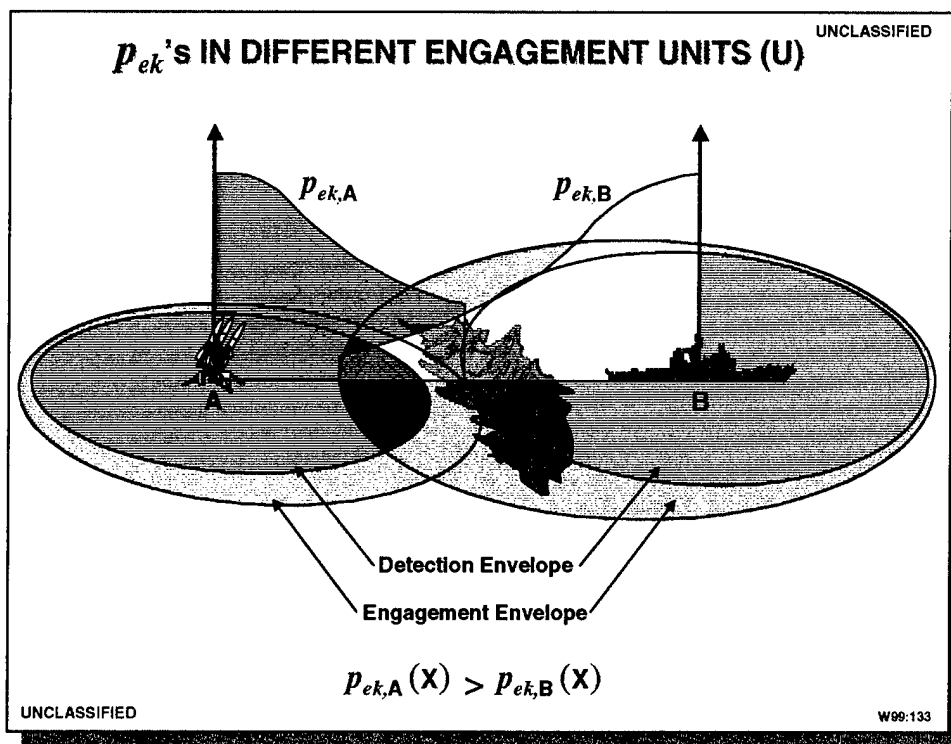 UNCLASSIFIED
p_ek's IN DIFFERENT ENGAGEMENT UNITS (U)
p_ek,A
p_ek,B
A
B
Detection Envelope
Engagement Envelope
p_ek,A (X) > p_ek,B (X)
UNCLASSIFIED
W99:133